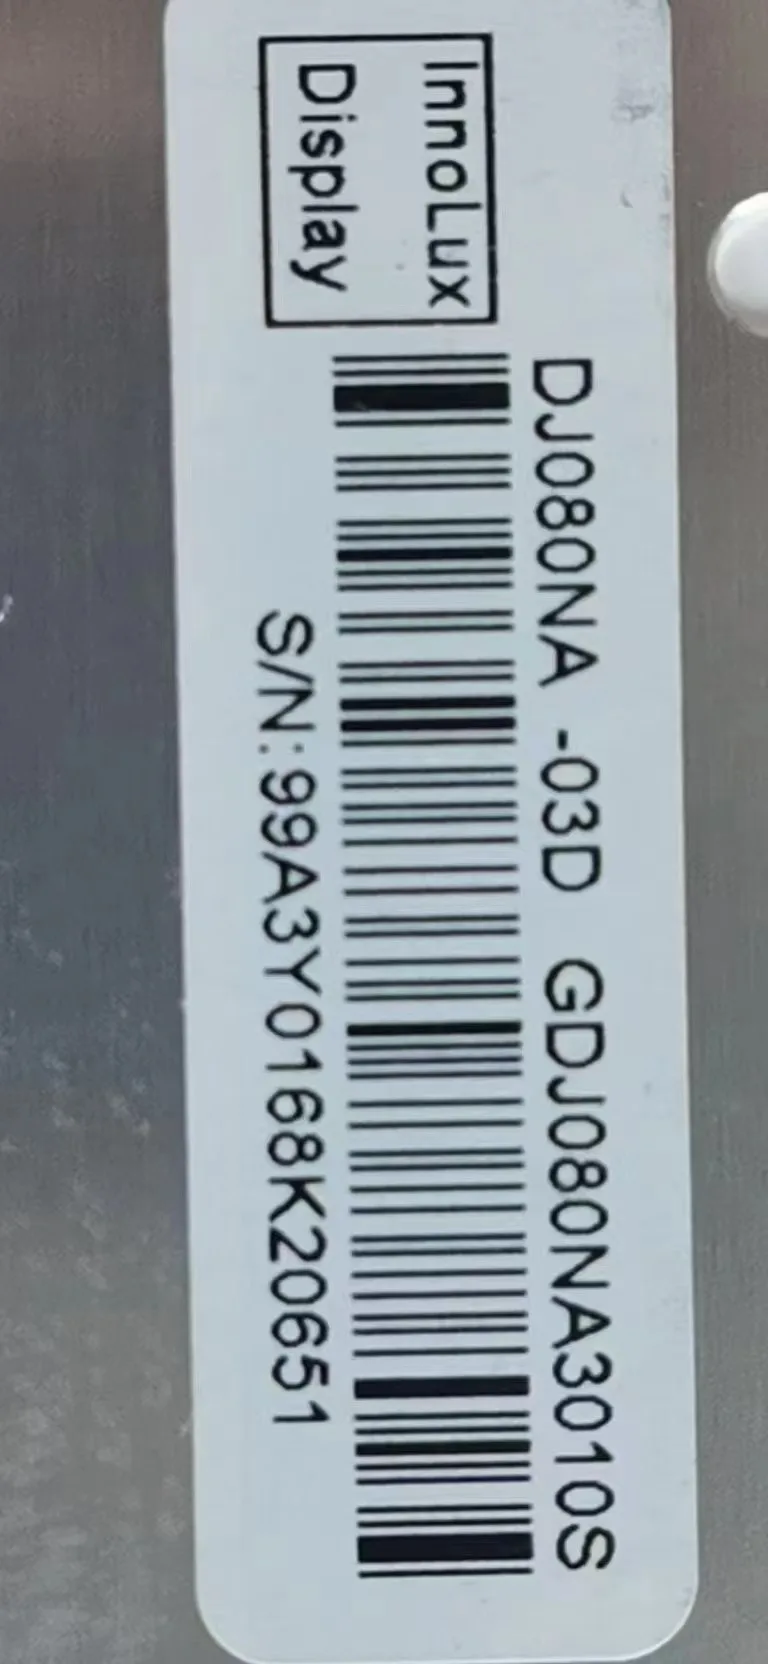 InnoLux
Display
DJ080NA -03D GDJ080NA3010S
S/N:99A3Y0168K20651